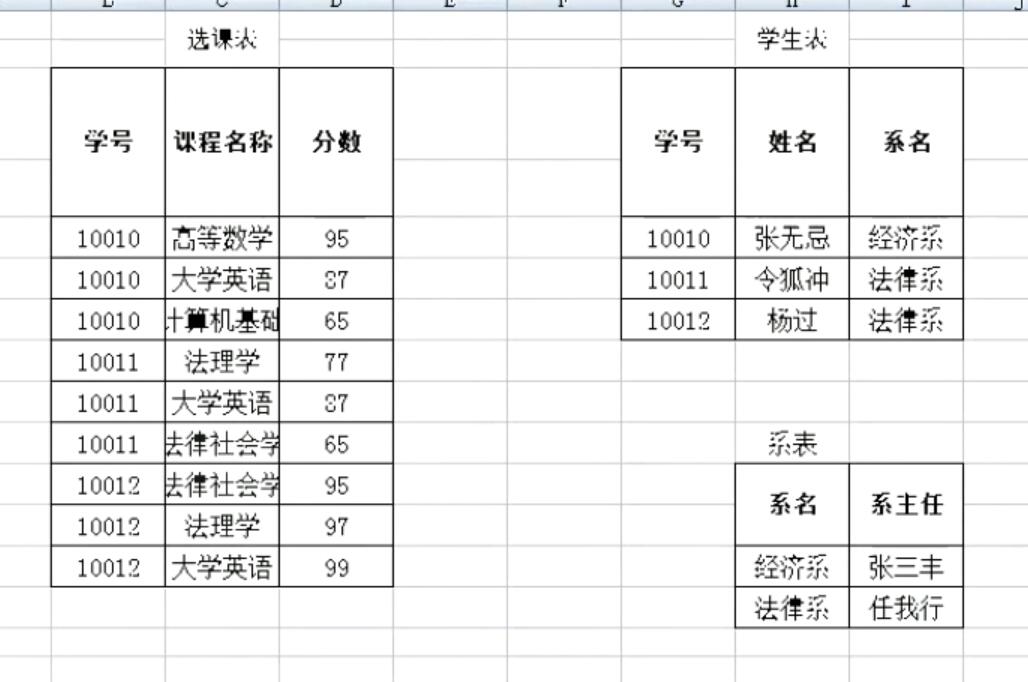 选课表
学号 课程名称 分数
10010 高等数学 95
10010 大学英语 87
10010 计算机基础 65
10011 法理学 77
10011 大学英语 87
10011 法律社会学 65
10012 法律社会学 95
10012 法理学 97
10012 大学英语 99
学生表
学号 姓名 系名
10010 张无忌 经济系
10011 令狐冲 法律系
10012 杨过 法律系
系表
系名 系主任
经济系 张三丰
法律系 任我行